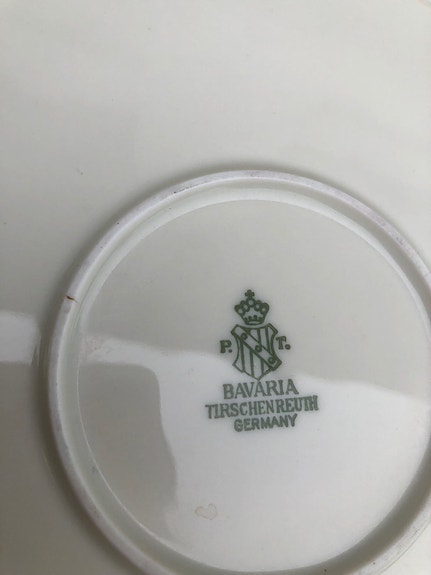 P. T.
BAVARIA
TIRSCHENREUTH
GERMANY